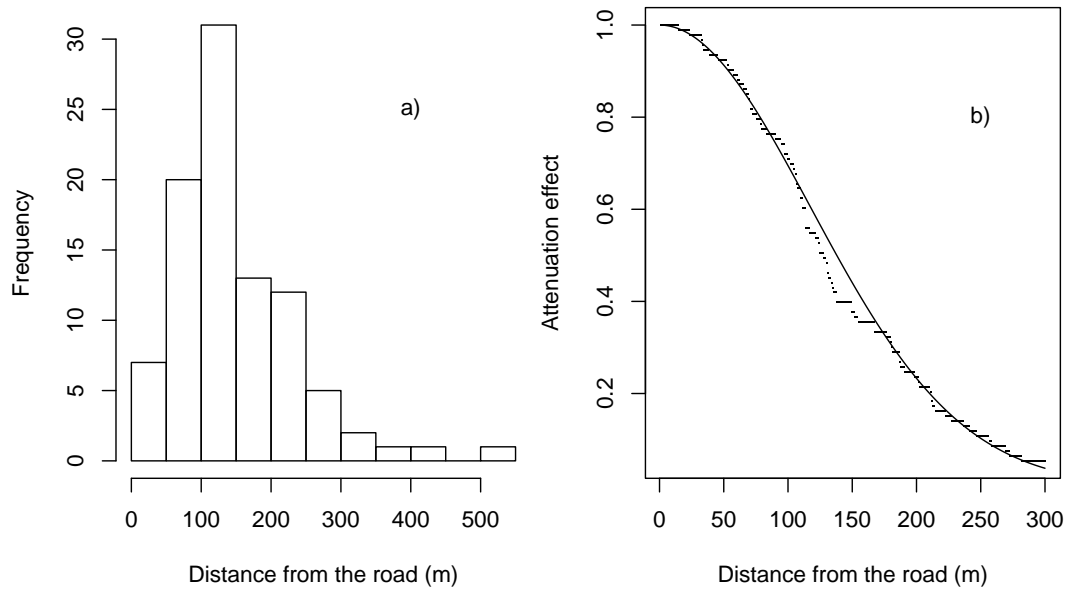 Frequency
30
25
20
15
10
5
0
a)
0 100 200 300 400 500
Distance from the road (m)
Attenuation effect
1.0
0.8
0.6
0.4
0.2
b)
0 50 100 150 200 250 300
Distance from the road (m)